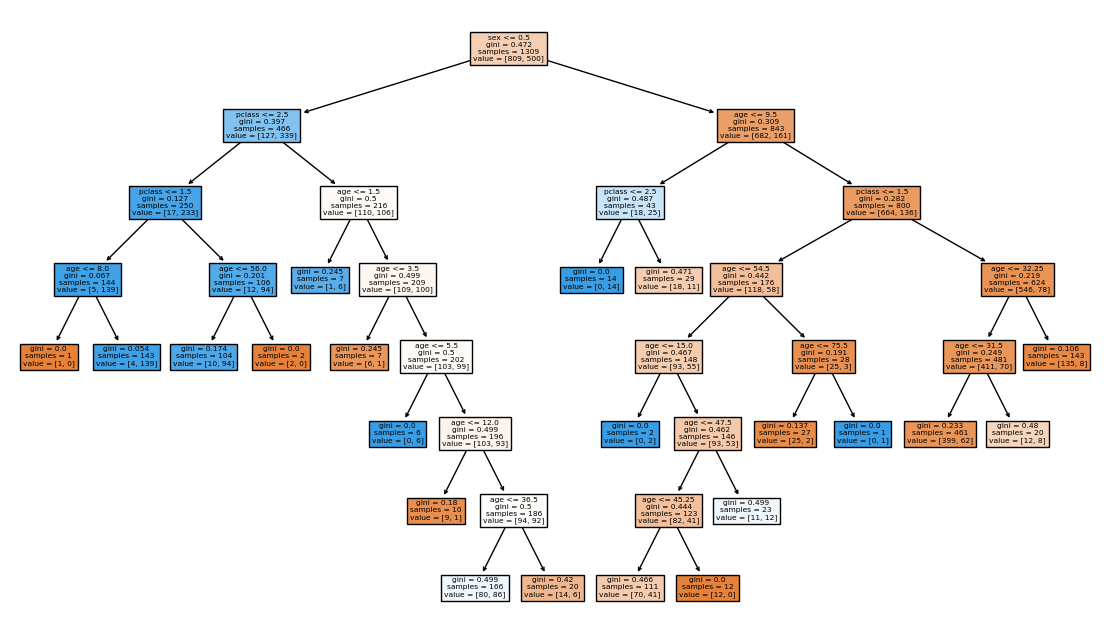 sex <= 0.5
gini = 0.472
samples = 1309
value = [809, 500]
pclass <= 2.5
gini = 0.397
samples = 466
value = [127, 339]
age <= 9.5
gini = 0.309
samples = 843
value = [682, 161]
pclass <= 1.5
gini = 0.127
samples = 250
value = [17, 233]
age <= 1.5
gini = 0.5
samples = 216
value = [110, 106]
pclass <= 2.5
gini = 0.487
samples = 43
value = [18, 25]
pclass <= 1.5
gini = 0.282
samples = 800
value = [664, 136]
age <= 8.0
gini = 0.067
samples = 144
value = [5, 139]
age <= 56.0
gini = 0.201
samples = 106
value = [12, 94]
gini = 0.245
samples = 7
value = [1, 6]
age <= 3.5
gini = 0.499
samples = 209
value = [109, 100]
gini = 0.0
samples = 14
value = [0, 14]
gini = 0.471
samples = 29
value = [18, 11]
age <= 54.5
gini = 0.442
samples = 176
value = [118, 58]
age <= 32.25
gini = 0.219
samples = 624
value = [546, 78]
gini = 0.0
samples = 1
value = [1, 0]
gini = 0.054
samples = 143
value = [4, 139]
gini = 0.174
samples = 104
value = [10, 94]
gini = 0.0
samples = 2
value = [2, 0]
gini = 0.245
samples = 7
value = [6, 1]
age <= 5.5
gini = 0.5
samples = 202
value = [103, 99]
age <= 15.0
gini = 0.467
samples = 148
value = [93, 55]
age <= 75.5
gini = 0.191
samples = 28
value = [25, 3]
age <= 31.5
gini = 0.249
samples = 481
value = [411, 70]
gini = 0.106
samples = 143
value = [135, 8]
gini = 0.0
samples = 6
value = [0, 6]
age <= 12.0
gini = 0.499
samples = 196
value = [103, 93]
gini = 0.0
samples = 2
value = [0, 2]
age <= 47.5
gini = 0.462
samples = 146
value = [93, 53]
gini = 0.137
samples = 27
value = [25, 2]
gini = 0.0
samples = 1
value = [0, 1]
gini = 0.233
samples = 461
value = [399, 62]
gini = 0.48
samples = 20
value = [12, 8]
gini = 0.18
samples = 10
value = [9, 1]
age <= 36.5
gini = 0.5
samples = 186
value = [94, 92]
age <= 45.25
gini = 0.444
samples = 123
value = [82, 41]
gini = 0.499
samples = 23
value = [11, 12]
gini = 0.499
samples = 166
value = [80, 86]
gini = 0.42
samples = 20
value = [14, 6]
gini = 0.466
samples = 111
value = [70, 41]
gini = 0.0
samples = 12
value = [12, 0]